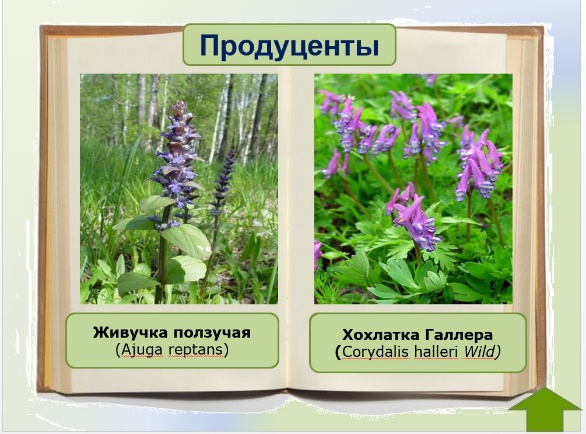 Продуценты
Живучка ползучая
(Ajuga reptans)
Хохлатка Галлера
(Corydalis halleri Wild)